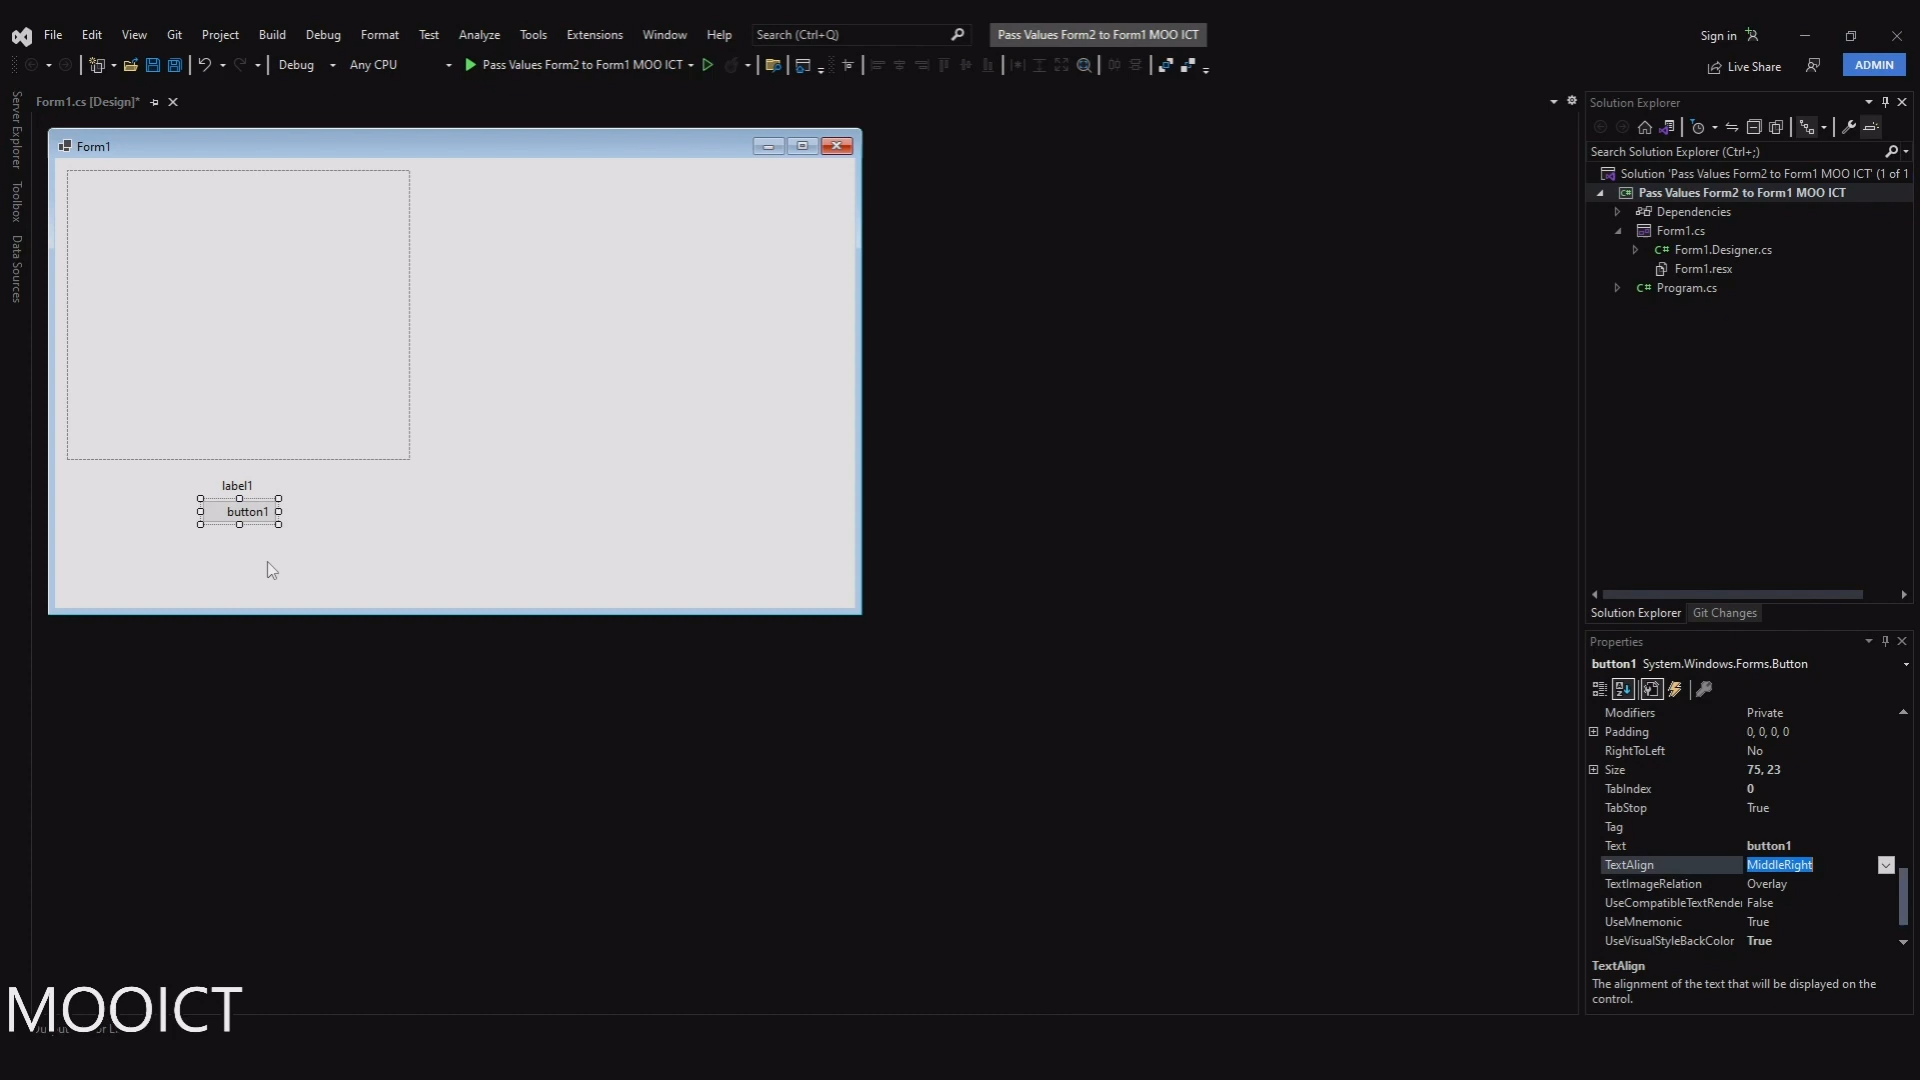 File Edit View Git Project Build Debug Format Test Analyze Tools Extensions Window Help Search (Ctrl+Q) Pass Values Form2 to Form1 MOO ICT Sign in
Debug Any CPU Pass Values Form2 to Form1 MOO ICT Live Share ADMIN
Server Explorer
Toolbox
Data Sources
Form1.cs [Design]*
Form1
label1
button1
Solution Explorer
Search Solution Explorer (Ctrl+;)
Solution 'Pass Values Form2 to Form1 MOO ICT' (1 of 1
Pass Values Form2 to Form1 MOO ICT
Dependencies
Form1.cs
C# Form1.Designer.cs
Form1.resx
C# Program.cs
Solution Explorer Git Changes
Properties
button1 System.Windows.Forms.Button
Modifiers Private
Padding 0, 0, 0, 0
RightToLeft No
Size 75, 23
TabIndex 0
TabStop True
Tag
Text button1
TextAlign MiddleRight
TextImageRelation Overlay
UseCompatibleTextRender False
UseMnemonic True
UseVisualStyleBackColor True
TextAlign
The alignment of the text that will be displayed on the
control.
MOOICT